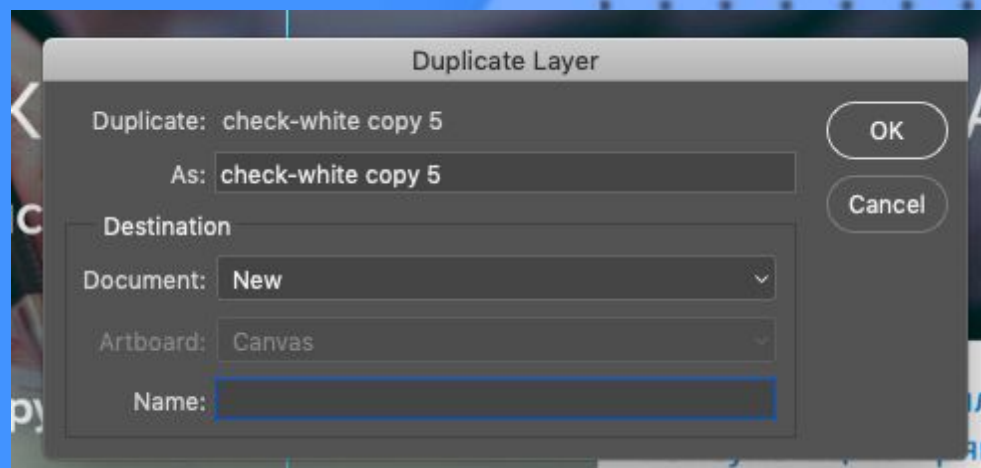 Duplicate Layer
Duplicate: check-white copy 5
OK
As: check-white copy 5
Cancel
Destination
Document: New
Artboard: Canvas
Name: